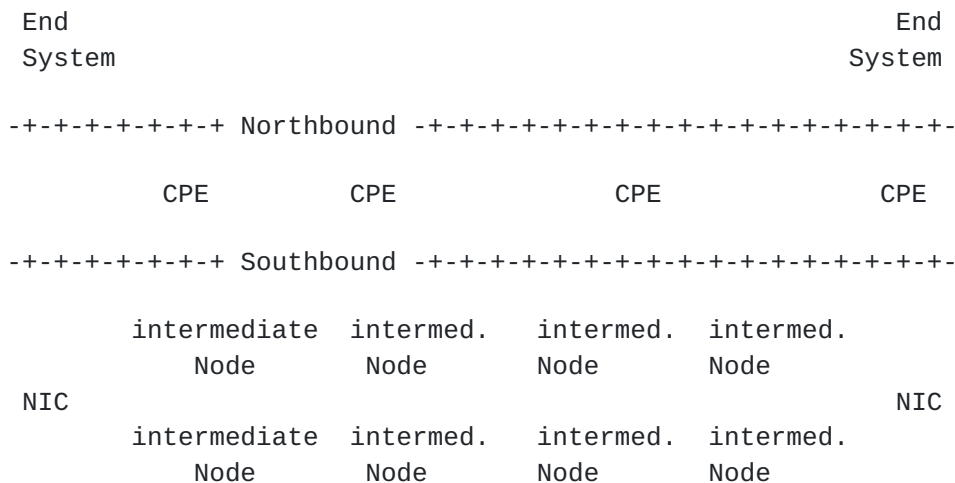 End                                                     End
System                                               System
-+-+-+-+-+-+-+ Northbound -+-+-+-+-+-+-+-+-+-+-+-+-+-+-+-+-+-
CPE         CPE              CPE              CPE
-+-+-+-+-+-+-+ Southbound -+-+-+-+-+-+-+-+-+-+-+-+-+-+-+-+-+-
intermediate  intermed.   intermed.  intermed.
Node       Node       Node       Node
NIC                                                     NIC
intermediate  intermed.   intermed.  intermed.
Node       Node       Node       Node